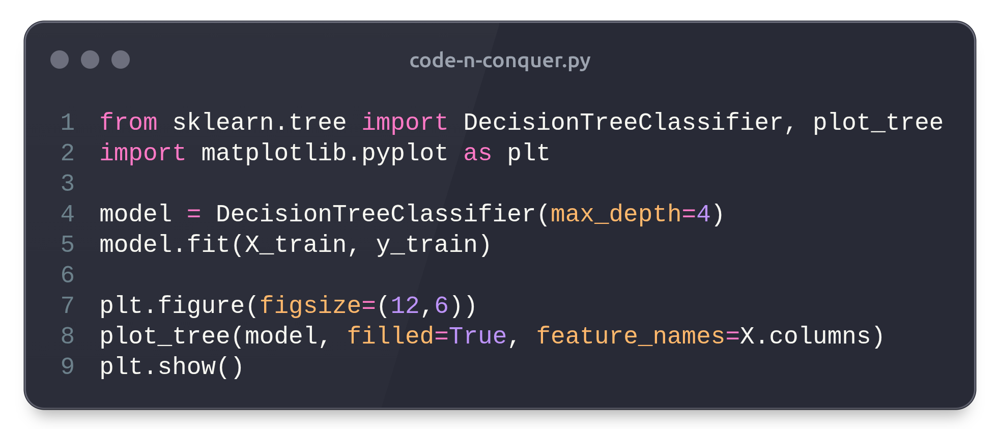 code-n-conquer.py
1 from sklearn.tree import DecisionTreeClassifier, plot_tree
2 import matplotlib.pyplot as plt
3
4 model = DecisionTreeClassifier(max_depth=4)
5 model.fit(X_train, y_train)
6
7 plt.figure(figsize=(12,6))
8 plot_tree(model, filled=True, feature_names=X.columns)
9 plt.show()